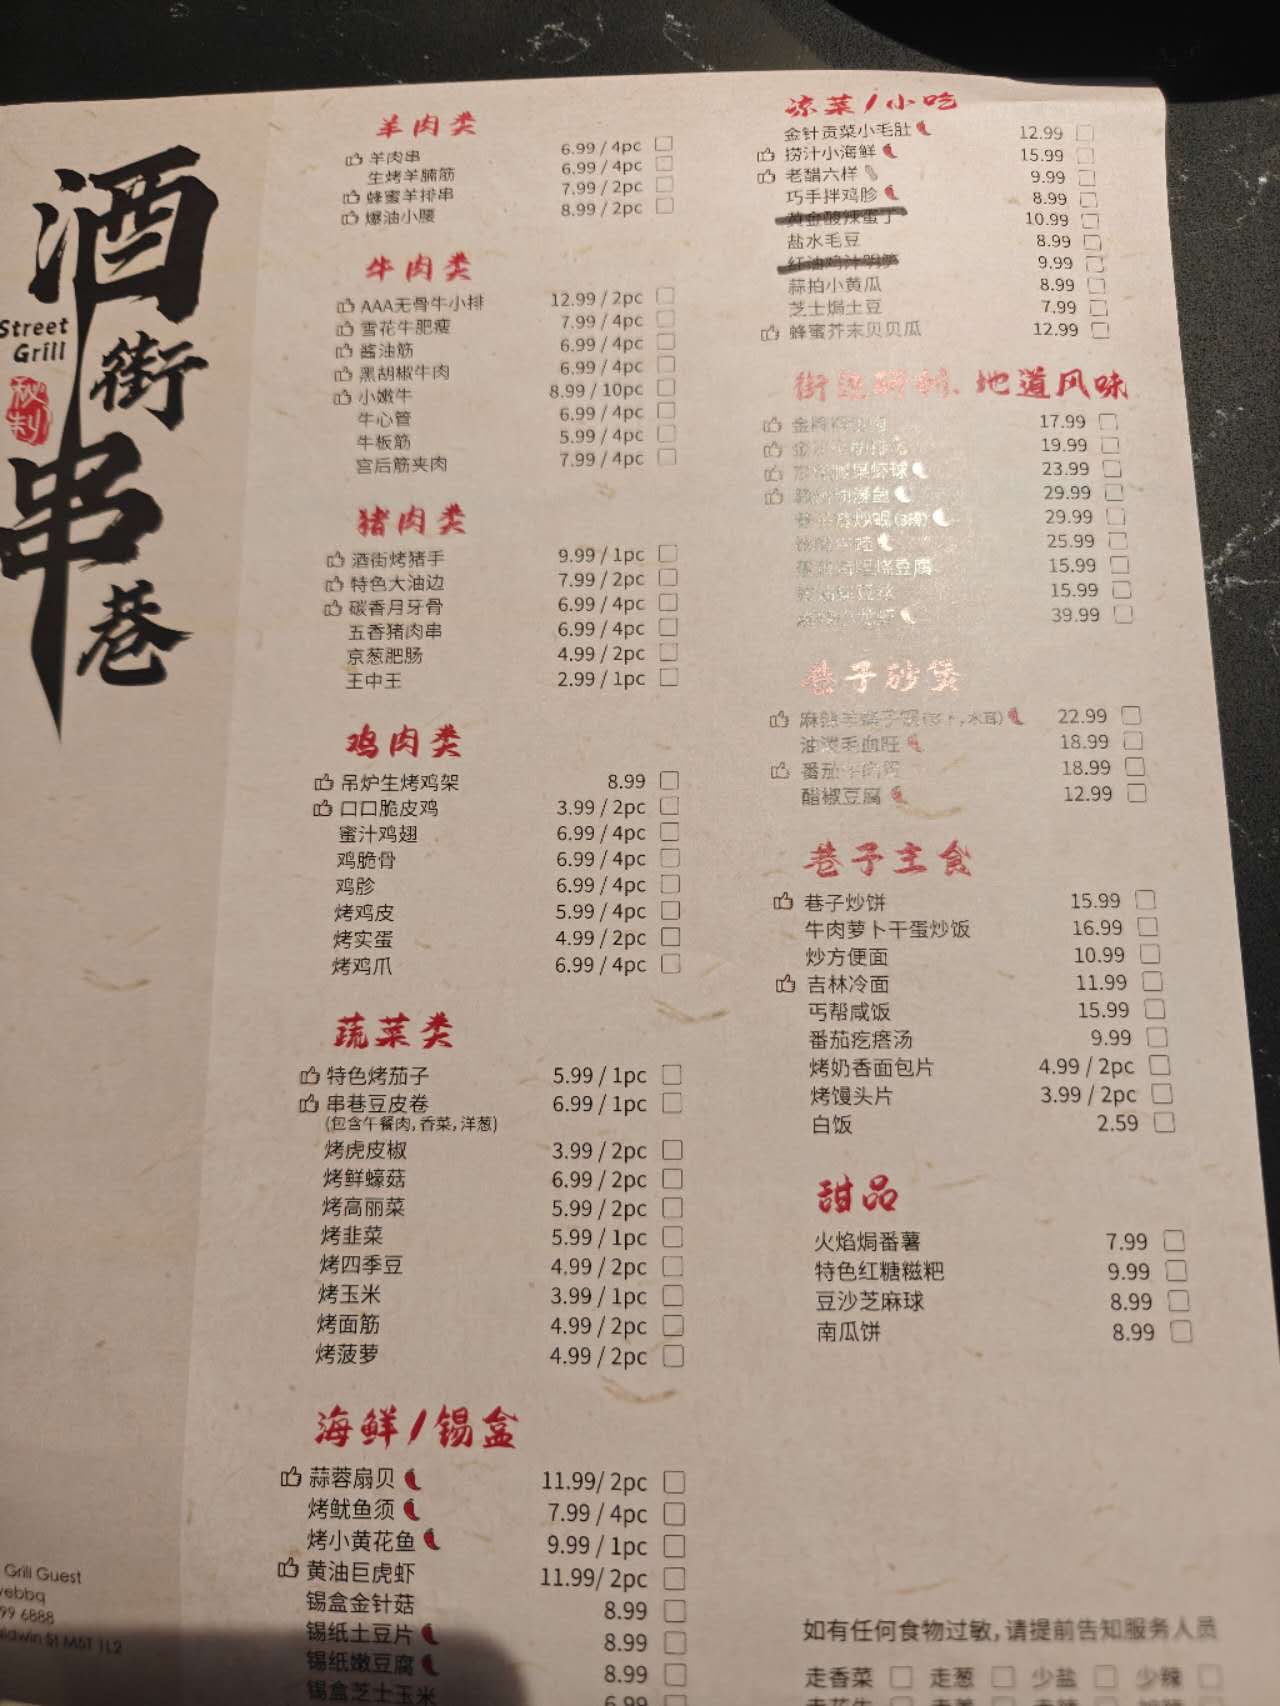 酒街串巷
Street
Grill
秘制
羊肉类
羊肉串 6.99 / 4pc
生烤羊腩筋 6.99 / 4pc
蜂蜜羊排串 7.99 / 2pc
爆油小腰 8.99 / 2pc
牛肉类
AAA无骨牛小排 12.99 / 2pc
雪花牛肥瘦 7.99 / 4pc
酱油筋 6.99 / 4pc
黑胡椒牛肉 6.99 / 4pc
小嫩牛 8.99 / 10pc
牛心管 6.99 / 4pc
牛板筋 5.99 / 4pc
宫后筋夹肉 7.99 / 4pc
猪肉类
酒街烤猪手 9.99 / 1pc
特色大油边 7.99 / 2pc
碳香月牙骨 6.99 / 4pc
五香猪肉串 6.99 / 4pc
京葱肥肠 4.99 / 2pc
王中王 2.99 / 1pc
鸡肉类
吊炉生烤鸡架 8.99
口口脆皮鸡 3.99 / 2pc
蜜汁鸡翅 6.99 / 4pc
鸡脆骨 6.99 / 4pc
鸡胗 6.99 / 4pc
烤鸡皮 5.99 / 4pc
烤实蛋 4.99 / 2pc
烤鸡爪 6.99 / 4pc
蔬菜类
特色烤茄子 5.99 / 1pc
串巷豆皮卷 6.99 / 1pc
(包含午餐肉,香菜,洋葱)
烤虎皮椒 3.99 / 2pc
烤鲜蠔菇 6.99 / 2pc
烤高丽菜 5.99 / 2pc
烤韭菜 5.99 / 1pc
烤四季豆 4.99 / 2pc
烤玉米 3.99 / 1pc
烤面筋 4.99 / 2pc
烤菠萝 4.99 / 2pc
海鲜/锡盒
蒜蓉扇贝 11.99/ 2pc
烤鱿鱼须 7.99 / 4pc
烤小黄花鱼 9.99 / 1pc
黄油巨虎虾 11.99/ 2pc
锡盒金针菇 8.99
锡纸土豆片 8.99
锡纸嫩豆腐 8.99
锡盒芝士玉米 6.99
凉菜/小吃
金针贡菜小毛肚 12.99
捞汁小海鲜 15.99
老醋六样 9.99
巧手拌鸡胗 8.99
黄金酸辣蛋丁 10.99
盐水毛豆 8.99
9.99
蒜拍小黄瓜 8.99
芝士焗土豆 7.99
蜂蜜芥末贝贝瓜 12.99
地道风味
17.99
19.99
23.99
29.99
29.99
25.99
15.99
15.99
39.99
巷子砂煲
22.99
油泼毛血旺 18.99
18.99
醋椒豆腐 12.99
巷子主食
巷子炒饼 15.99
牛肉萝卜干蛋炒饭 16.99
炒方便面 10.99
吉林冷面 11.99
丐帮咸饭 15.99
番茄疙瘩汤 9.99
烤奶香面包片 4.99 / 2pc
烤馒头片 3.99 / 2pc
白饭 2.59
甜品
火焰焗番薯 7.99
特色红糖糍粑 9.99
豆沙芝麻球 8.99
南瓜饼 8.99
如有任何食物过敏,请提前告知服务人员
走香菜 走葱 少盐 少辣
Grill Guest
vebbq
99 6888
ldwin St M5T 1L2